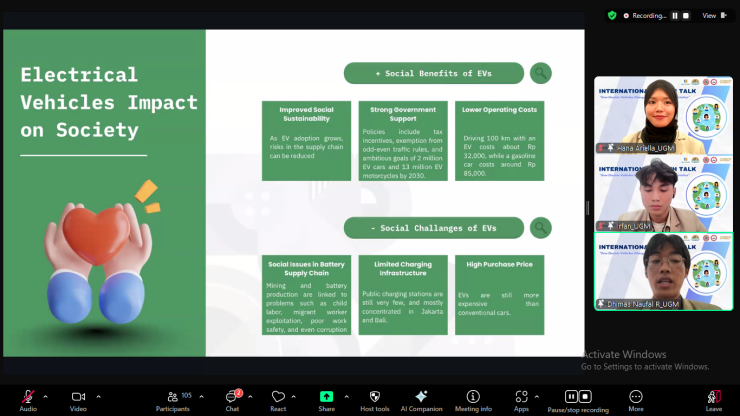 Recording...
View
Electrical
Vehicles Impact
on Society
+ Social Benefits of EVs
Improved Social
Sustainability
As EV adoption grows,
risks in the supply chain
can be reduced
Strong Government
Support
Policies include tax
incentives, exemption from
odd-even traffic rules, and
ambitious goals of 2 million
EV cars and 13 million EV
motorcycles by 2030.
Lower Operating Costs
Driving 100 km with an
EV costs about Rp
32,000, while a gasoline
car costs around Rp
85,000.
- Social Challanges of EVs
Social Issues in Battery
Supply Chain
Mining and battery
production are linked to
problems such as child
labor, migrant worker
exploitation, poor work
safety, and even corruption
Limited Charging
Infrastructure
Public charging stations are
still very few, and mostly
concentrated in Jakarta
and Bali.
High Purchase Price
EVs are still more
expensive than
conventional cars.
INTERNATION
TALK
Hana Ariella_UGM
INTERNATI
TALK
Irfan_UGM
INTERNATIO
TALK
Dhimas Naufal R_UGM
Activate Windows
Go to Settings to activate Windows.
Audio
Video
105
Participants
2
Chat
React
Share
Host tools
AI Companion
Meeting info
Apps
Pause/stop recording
More
Leave